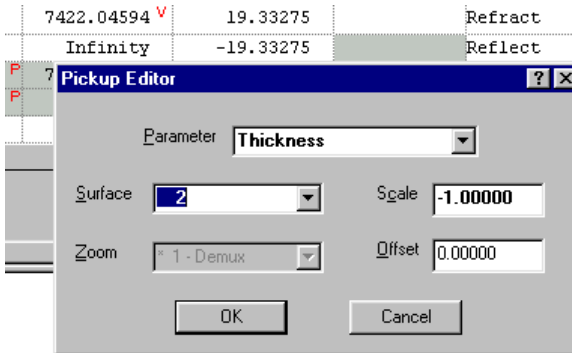 7422.04594 V 19.33275 Refract
Infinity -19.33275 Reflect
P 7
P
Pickup Editor ? X
Parameter Thickness
Surface 2 Scale -1.00000
Zoom * 1 - Demux Offset 0.00000
OK Cancel